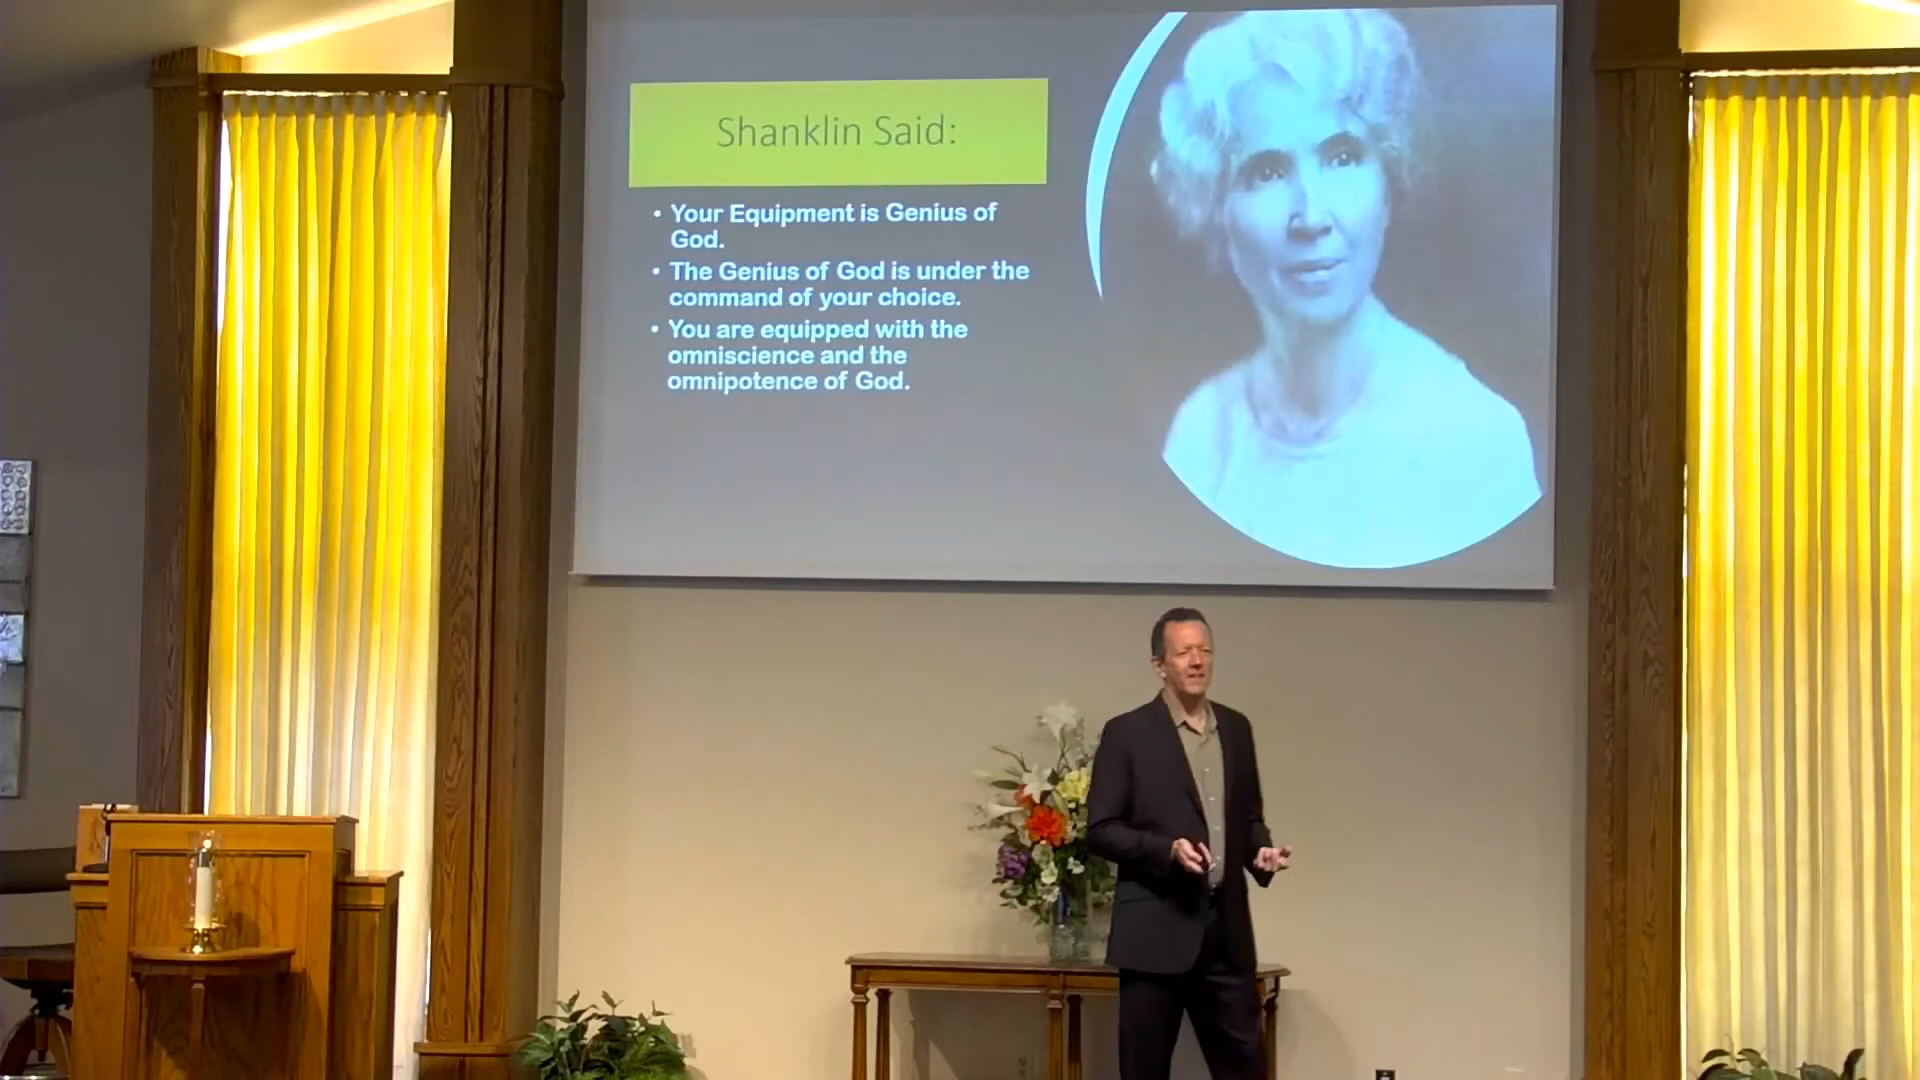 Shanklin Said:
• Your Equipment is Genius of
God.
• The Genius of God is under the
command of your choice.
• You are equipped with the
omniscience and the
omnipotence of God.